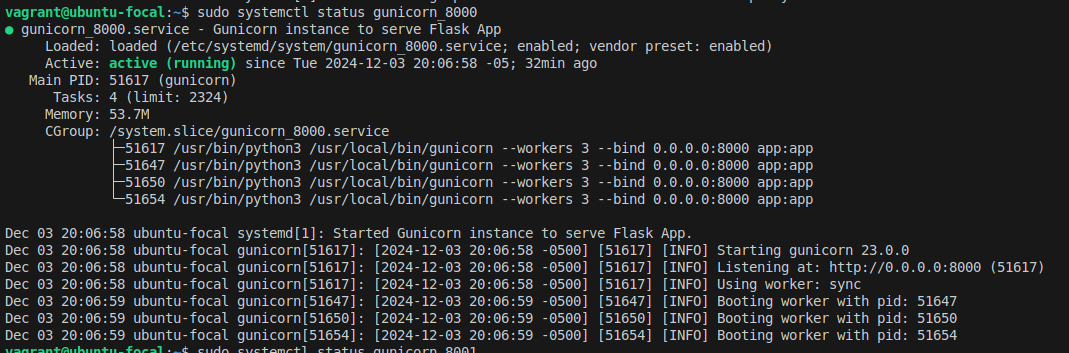 vagrant@ubuntu-focal:~$ sudo systemctl status gunicorn_8000
● gunicorn_8000.service - Gunicorn instance to serve Flask App
     Loaded: loaded (/etc/systemd/system/gunicorn_8000.service; enabled; vendor preset: enabled)
     Active: active (running) since Tue 2024-12-03 20:06:58 -05; 32min ago
   Main PID: 51617 (gunicorn)
      Tasks: 4 (limit: 2324)
     Memory: 53.7M
     CGroup: /system.slice/gunicorn_8000.service
             ├─51617 /usr/bin/python3 /usr/local/bin/gunicorn --workers 3 --bind 0.0.0.0:8000 app:app
             ├─51647 /usr/bin/python3 /usr/local/bin/gunicorn --workers 3 --bind 0.0.0.0:8000 app:app
             ├─51650 /usr/bin/python3 /usr/local/bin/gunicorn --workers 3 --bind 0.0.0.0:8000 app:app
             └─51654 /usr/bin/python3 /usr/local/bin/gunicorn --workers 3 --bind 0.0.0.0:8000 app:app
Dec 03 20:06:58 ubuntu-focal systemd[1]: Started Gunicorn instance to serve Flask App.
Dec 03 20:06:58 ubuntu-focal gunicorn[51617]: [2024-12-03 20:06:58 -0500] [51617] [INFO] Starting gunicorn 23.0.0
Dec 03 20:06:58 ubuntu-focal gunicorn[51617]: [2024-12-03 20:06:58 -0500] [51617] [INFO] Listening at: http://0.0.0.0:8000 (51617)
Dec 03 20:06:58 ubuntu-focal gunicorn[51617]: [2024-12-03 20:06:58 -0500] [51617] [INFO] Using worker: sync
Dec 03 20:06:59 ubuntu-focal gunicorn[51647]: [2024-12-03 20:06:59 -0500] [51647] [INFO] Booting worker with pid: 51647
Dec 03 20:06:59 ubuntu-focal gunicorn[51650]: [2024-12-03 20:06:59 -0500] [51650] [INFO] Booting worker with pid: 51650
Dec 03 20:06:59 ubuntu-focal gunicorn[51654]: [2024-12-03 20:06:59 -0500] [51654] [INFO] Booting worker with pid: 51654
vagrant@ubuntu-focal:~$ sudo systemctl status gunicorn_8001